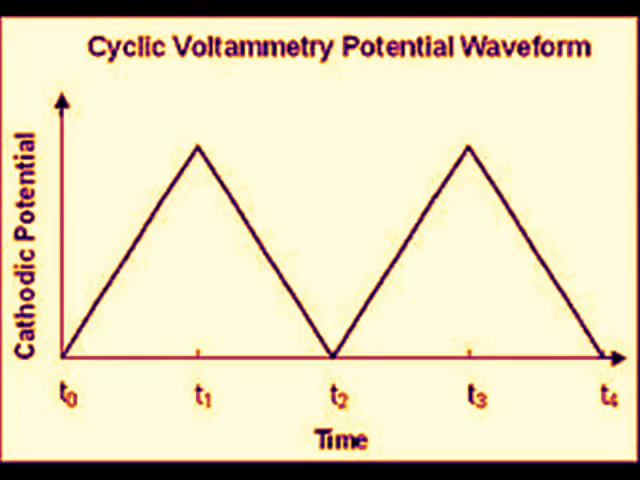 Cyclic Voltammetry Potential Waveform
Cathodic Potential
t0
t1
t2
t3
t4
Time